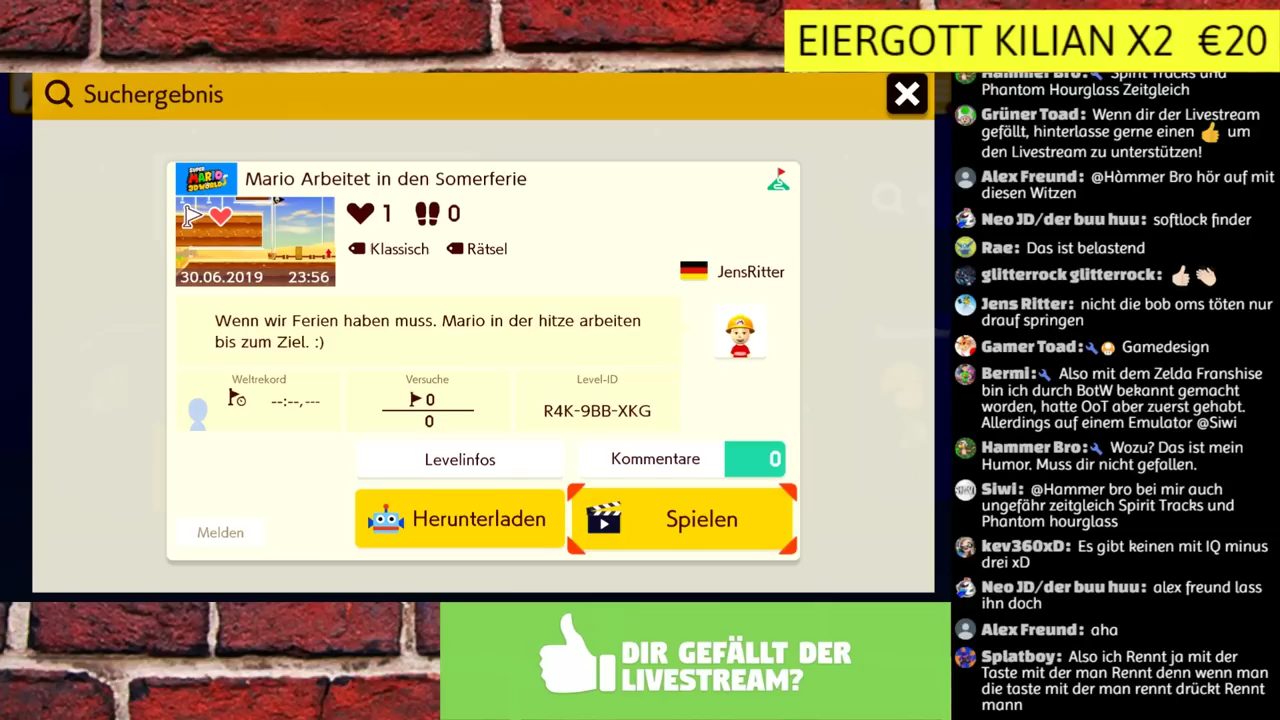 EIERGOTT KILIAN X2 €20
Suchergebnis
SUPER MARIO 3D WORLD
Mario Arbeitet in den Somerferie
1
0
Klassisch
Rätsel
30.06.2019 23:56
JensRitter
Wenn wir Ferien haben muss. Mario in der hitze arbeiten
bis zum Ziel. :)
Weltrekord
--:--,---
Versuche
0
0
Level-ID
R4K-9BB-XKG
Levelinfos
Kommentare
0
Melden
Herunterladen
Spielen
DIR GEFÄLLT DER
LIVESTREAM?
Hammer Bro: Spirit Tracks und
Phantom Hourglass Zeitgleich
Grüner Toad: Wenn dir der Livestream
gefällt, hinterlasse gerne einen 👍 um
den Livestream zu unterstützen!
Alex Freund: @Hàmmer Bro hör auf mit
diesen Witzen
Neo JD/der buu huu: softlock finder
Rae: Das ist belastend
glitterrock glitterrock: 👍🏻 👏🏻
Jens Ritter: nicht die bob oms töten nur
drauf springen
Gamer Toad: Gamedesign
Bermi: Also mit dem Zelda Franshise
bin ich durch BotW bekannt gemacht
worden, hatte OoT aber zuerst gehabt.
Allerdings auf einem Emulator @Siwi
Hammer Bro: Wozu? Das ist mein
Humor. Muss dir nicht gefallen.
Siwi: @Hammer bro bei mir auch
ungefähr zeitgleich Spirit Tracks und
Phantom hourglass
kev360xD: Es gibt keinen mit IQ minus
drei xD
Neo JD/der buu huu: alex freund lass
ihn doch
Alex Freund: aha
Splatboy: Also ich Rennt ja mit der
Taste mit der man Rennt denn wenn man
die taste mit der man rennt drückt Rennt
mann